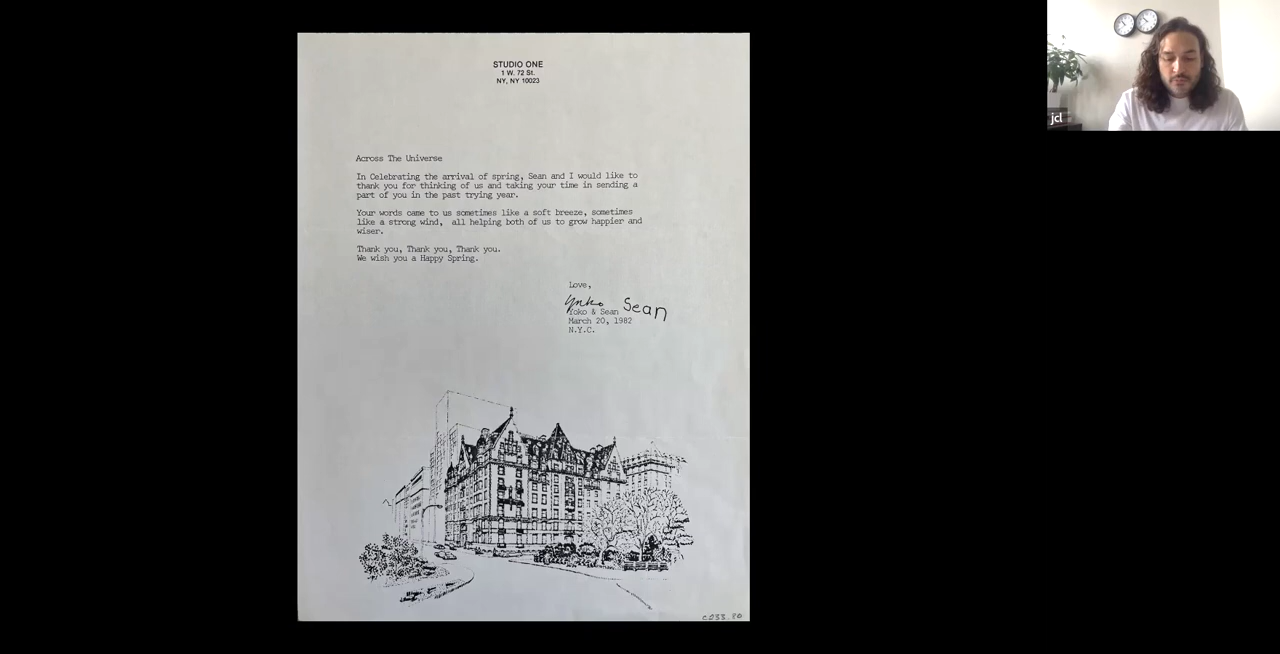 STUDIO ONE
1 W. 72 St.
NY, NY 10023
Across The Universe
In Celebrating the arrival of spring, Sean and I would like to
thank you for thinking of us and taking your time in sending a
part of you in the past trying year.
Your words came to us sometimes like a soft breeze, sometimes
like a strong wind,  all helping both of us to grow happier and
wiser.
Thank you, Thank you, Thank you.
We wish you a Happy Spring.
Love,
Yoko Sean
Yoko & Sean
March 20, 1982
N.Y.C.
jcl